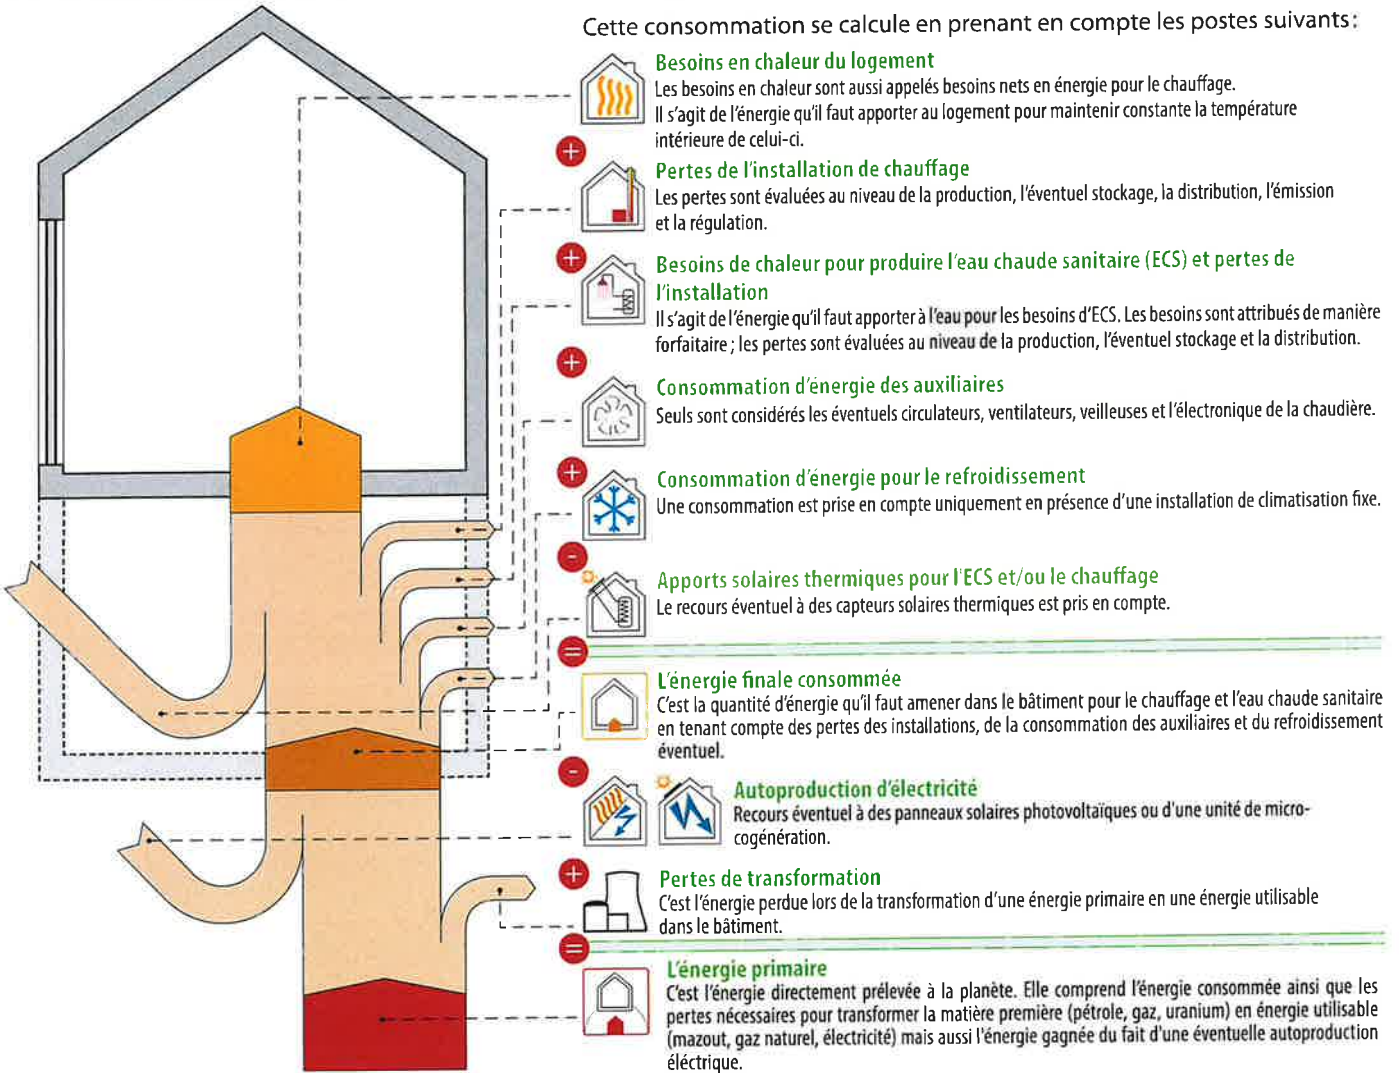 Cette consommation se calcule en prenant en compte les postes suivants:
Besoins en chaleur du logement
Les besoins en chaleur sont aussi appelés besoins nets en énergie pour le chauffage.
Il s'agit de l'énergie qu'il faut apporter au logement pour maintenir constante la température
intérieure de celui-ci.
+
Pertes de l'installation de chauffage
Les pertes sont évaluées au niveau de la production, l'éventuel stockage, la distribution, l'émission
et la régulation.
+
Besoins de chaleur pour produire l'eau chaude sanitaire (ECS) et pertes de
l'installation
Il s'agit de l'énergie qu'il faut apporter à l'eau pour les besoins d'ECS. Les besoins sont attribués de manière
forfaitaire ; les pertes sont évaluées au niveau de la production, l'éventuel stockage et la distribution.
+
Consommation d'énergie des auxiliaires
Seuls sont considérés les éventuels circulateurs, ventilateurs, veilleuses et l'électronique de la chaudière.
+
Consommation d'énergie pour le refroidissement
Une consommation est prise en compte uniquement en présence d'une installation de climatisation fixe.
-
Apports solaires thermiques pour l'ECS et/ou le chauffage
Le recours éventuel à des capteurs solaires thermiques est pris en compte.
=
L'énergie finale consommée
C'est la quantité d'énergie qu'il faut amener dans le bâtiment pour le chauffage et l'eau chaude sanitaire
en tenant compte des pertes des installations, de la consommation des auxiliaires et du refroidissement
éventuel.
-
Autoproduction d'électricité
Recours éventuel à des panneaux solaires photovoltaïques ou d'une unité de micro-
cogénération.
+
Pertes de transformation
C'est l'énergie perdue lors de la transformation d'une énergie primaire en une énergie utilisable
dans le bâtiment.
=
L'énergie primaire
C'est l'énergie directement prélevée à la planète. Elle comprend l'énergie consommée ainsi que les
pertes nécessaires pour transformer la matière première (pétrole, gaz, uranium) en énergie utilisable
(mazout, gaz naturel, électricité) mais aussi l'énergie gagnée du fait d'une éventuelle autoproduction
éléctrique.